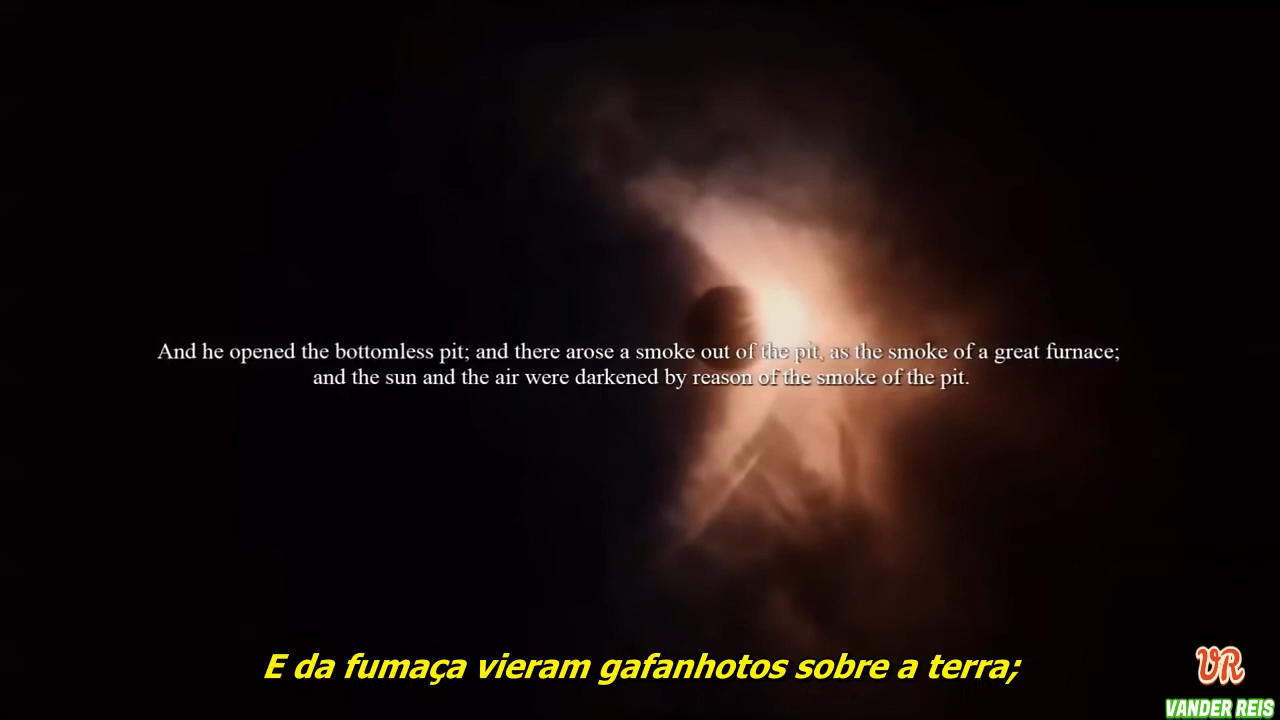 And he opened the bottomless pit; and there arose a smoke out of the pit, as the smoke of a great furnace;
and the sun and the air were darkened by reason of the smoke of the pit.
E da fumaça vieram gafanhotos sobre a terra;
VR
VANDER REIS